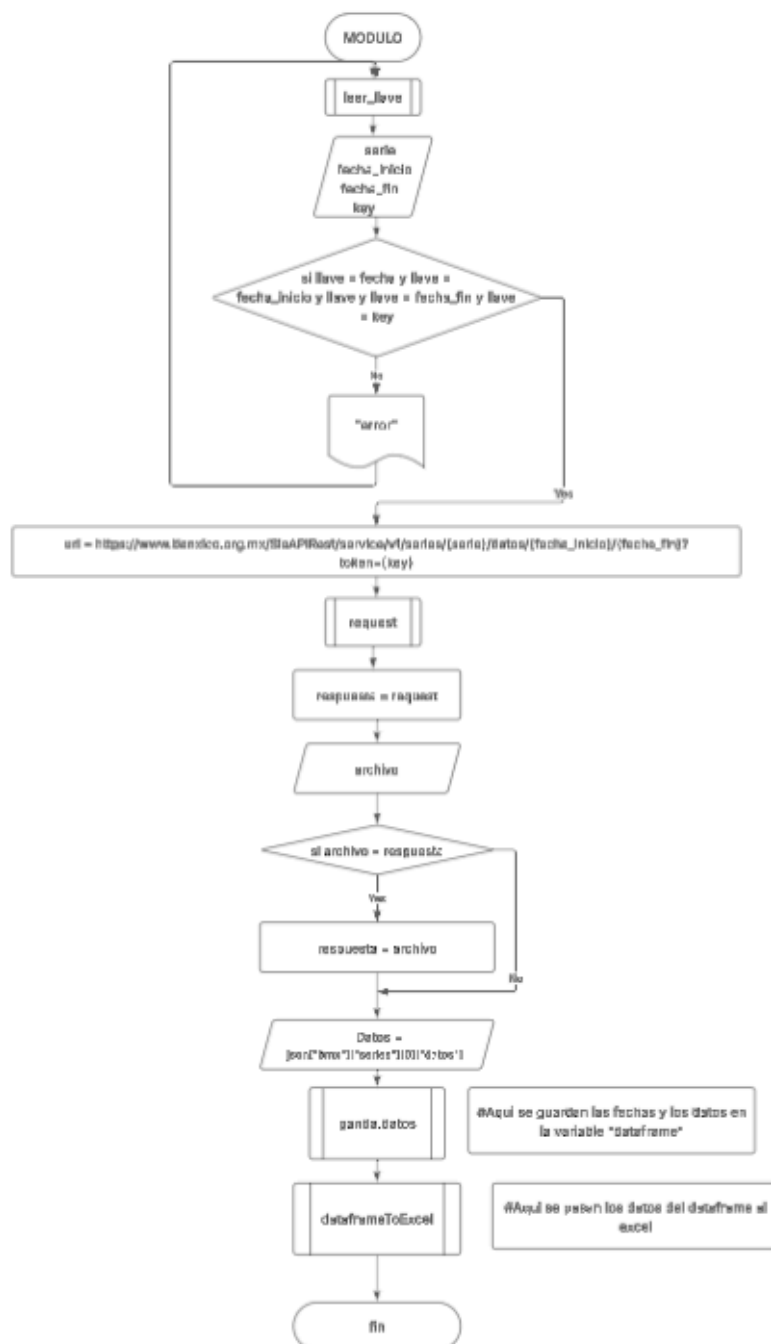 MODULO
leer_llave
serie
fecha_inicio
fecha_fin
key
si llave = fecha y llave =
fecha_inicio y llave y llave = fecha_fin y llave
= key
No
"error"
Yes
url = https://www.banxico.org.mx/SieAPIRest/service/v1/series/{serie}/datos/{fecha_inicio}/{fecha_fin}?
token={key}
request
respuesta = request
archivo
si archivo = respuesta
Yes
respuesta = archivo
No
Datos =
json["bmx"]["series"][0]["datos"]
panda.datos
#Aqui se guardan las fechas y los datos en
la variable "dataframe"
dataframeToExcel
#Aqui se pasan los datos del dataframe al
excel
fin